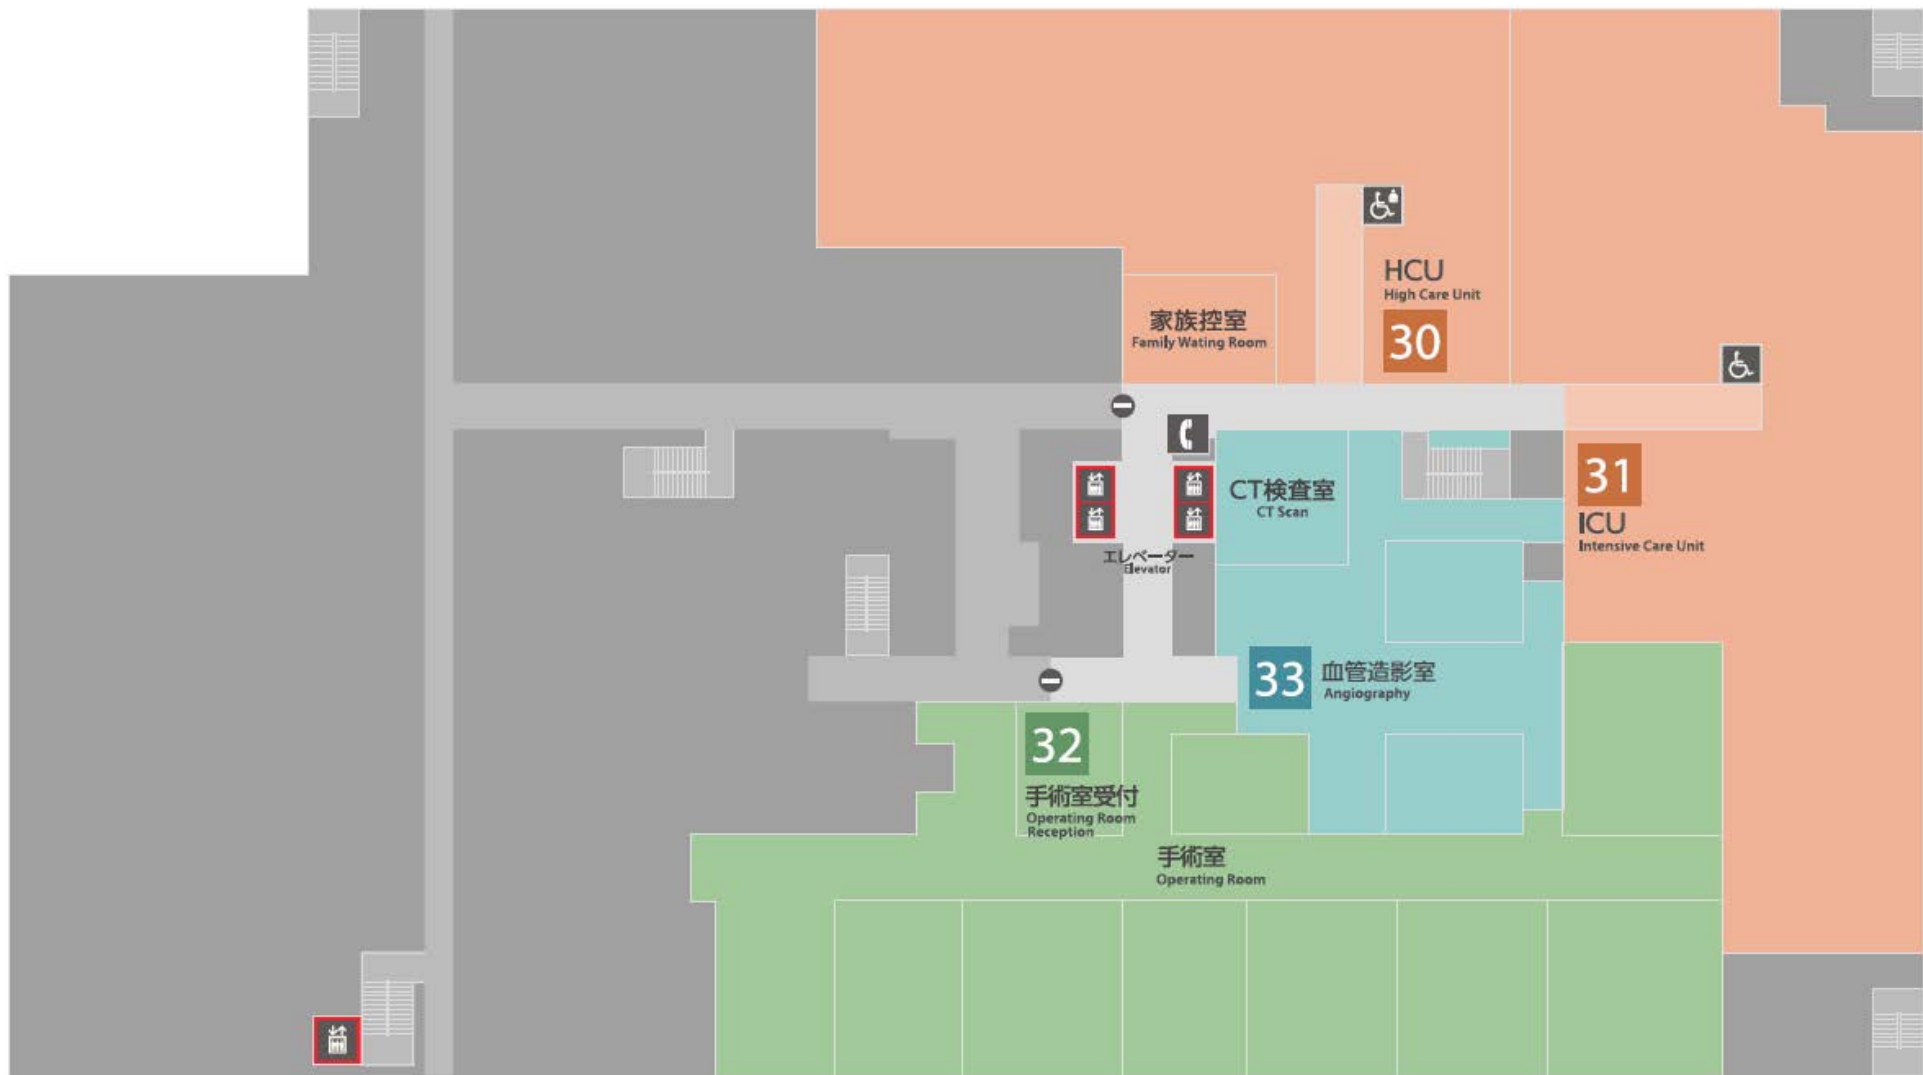 HCU
High Care Unit
30
家族控室
Family Wating Room
31
ICU
Intensive Care Unit
CT検査室
CT Scan
エレベーター
Elevator
33
血管造影室
Angiography
32
手術室受付
Operating Room
Reception
手術室
Operating Room